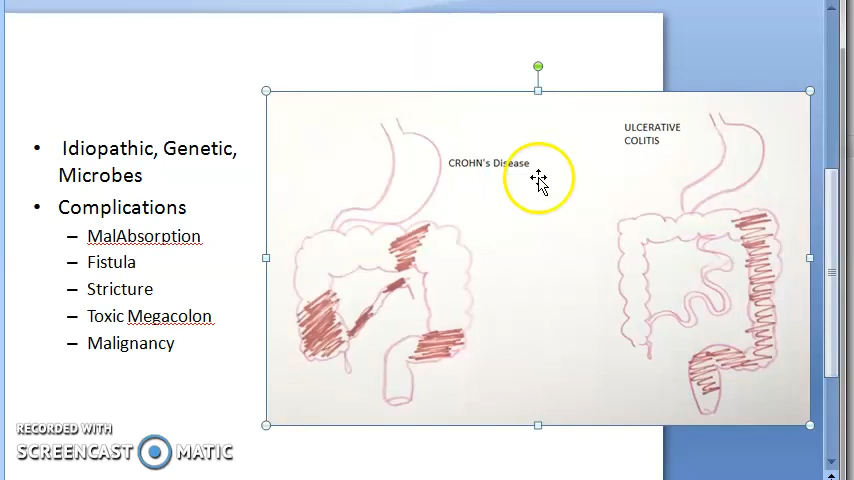 • Idiopathic, Genetic,
Microbes
• Complications
– MalAbsorption
– Fistula
– Stricture
– Toxic Megacolon
– Malignancy
CROHN's Disease
ULCERATIVE
COLITIS
RECORDED WITH
SCREENCAST MATIC